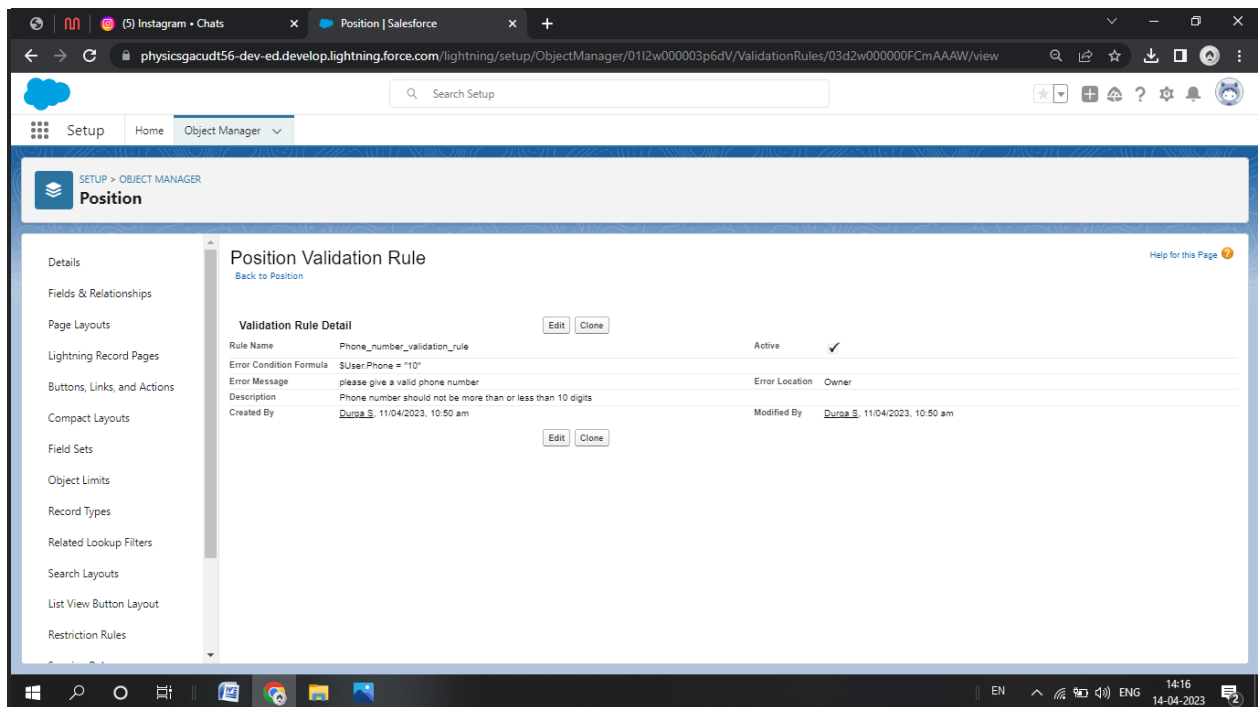 (5) Instagram • Chats
Position | Salesforce
physicsgacudt56-dev-ed.develop.lightning.force.com/lightning/setup/ObjectManager/01I2w000003p6dV/ValidationRules/03d2w000000FCmAAAW/view
Search Setup
Setup
Home
Object Manager
SETUP > OBJECT MANAGER
Position
Details
Fields & Relationships
Page Layouts
Lightning Record Pages
Buttons, Links, and Actions
Compact Layouts
Field Sets
Object Limits
Record Types
Related Lookup Filters
Search Layouts
List View Button Layout
Restriction Rules
Position Validation Rule
Help for this Page
Back to Position
Validation Rule Detail
Edit Clone
Rule Name Phone_number_validation_rule Active
Error Condition Formula $User.Phone = "10"
Error Message please give a valid phone number Error Location Owner
Description Phone number should not be more than or less than 10 digits
Created By Durga S, 11/04/2023, 10:50 am Modified By Durga S, 11/04/2023, 10:50 am
Edit Clone
EN
ENG
14:16
14-04-2023
2